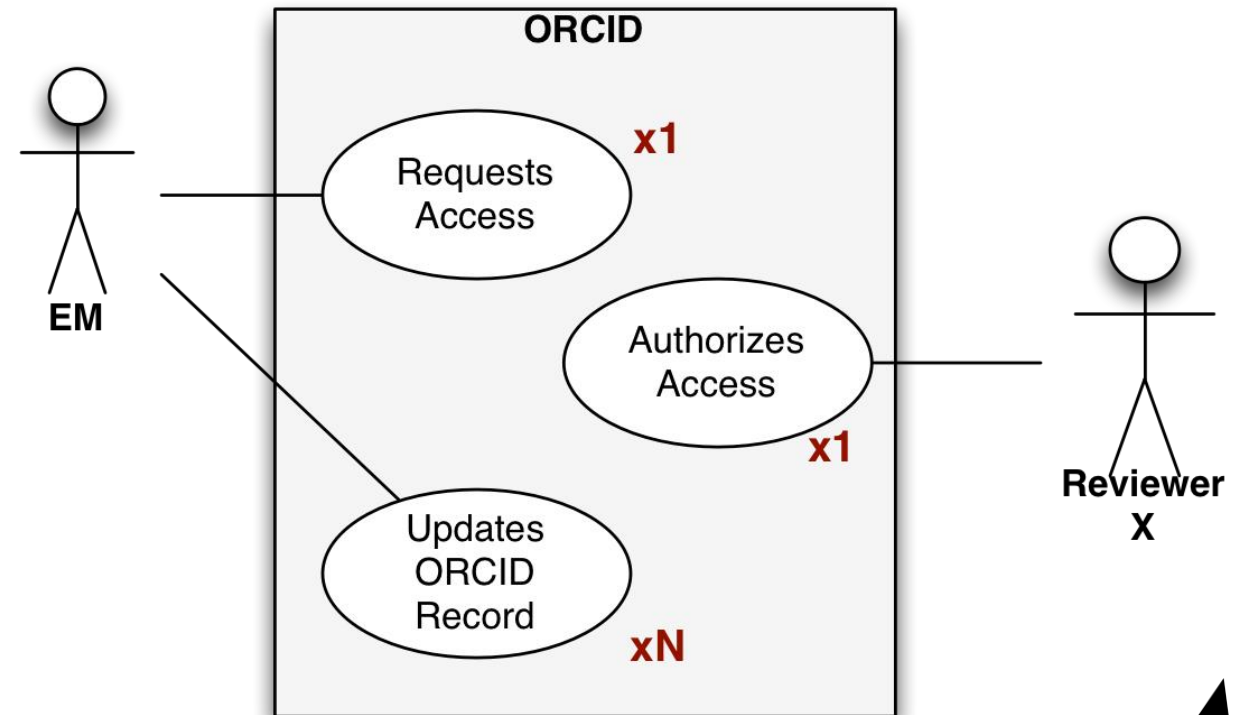 ORCID
x1
Requests
Access
EM
Authorizes
Access
x1
Reviewer
X
Updates
ORCID
Record
xN